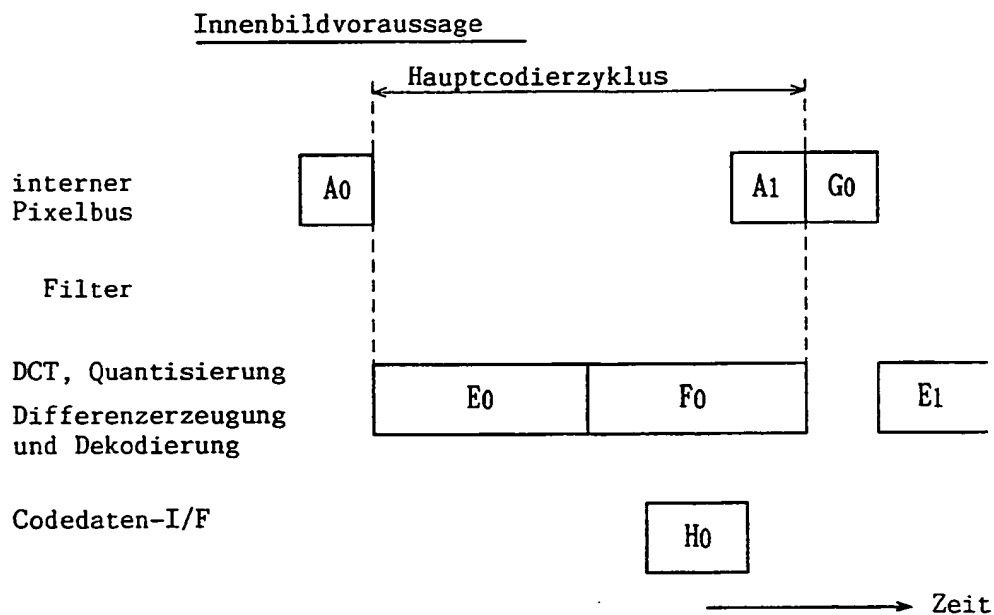 Innenbildvoraussage
Hauptcodierzyklus
interner
Pixelbus
A0
A1
G0
Filter
DCT, Quantisierung
Differenzerzeugung
und Dekodierung
E0
F0
E1
Codedaten-I/F
H0
Zeit